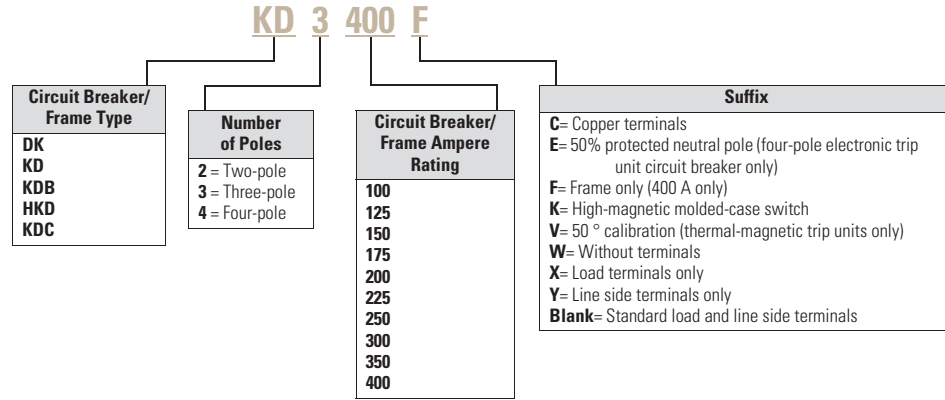 KD 3 400 F
Circuit Breaker/
Frame Type
DK
KD
KDB
HKD
KDC
Number
of Poles
2 = Two-pole
3 = Three-pole
4 = Four-pole
Circuit Breaker/
Frame Ampere
Rating
100
125
150
175
200
225
250
300
350
400
Suffix
C= Copper terminals
E= 50% protected neutral pole (four-pole electronic trip
unit circuit breaker only)
F= Frame only (400 A only)
K= High-magnetic molded-case switch
V= 50 ° calibration (thermal-magnetic trip units only)
W= Without terminals
X= Load terminals only
Y= Line side terminals only
Blank= Standard load and line side terminals